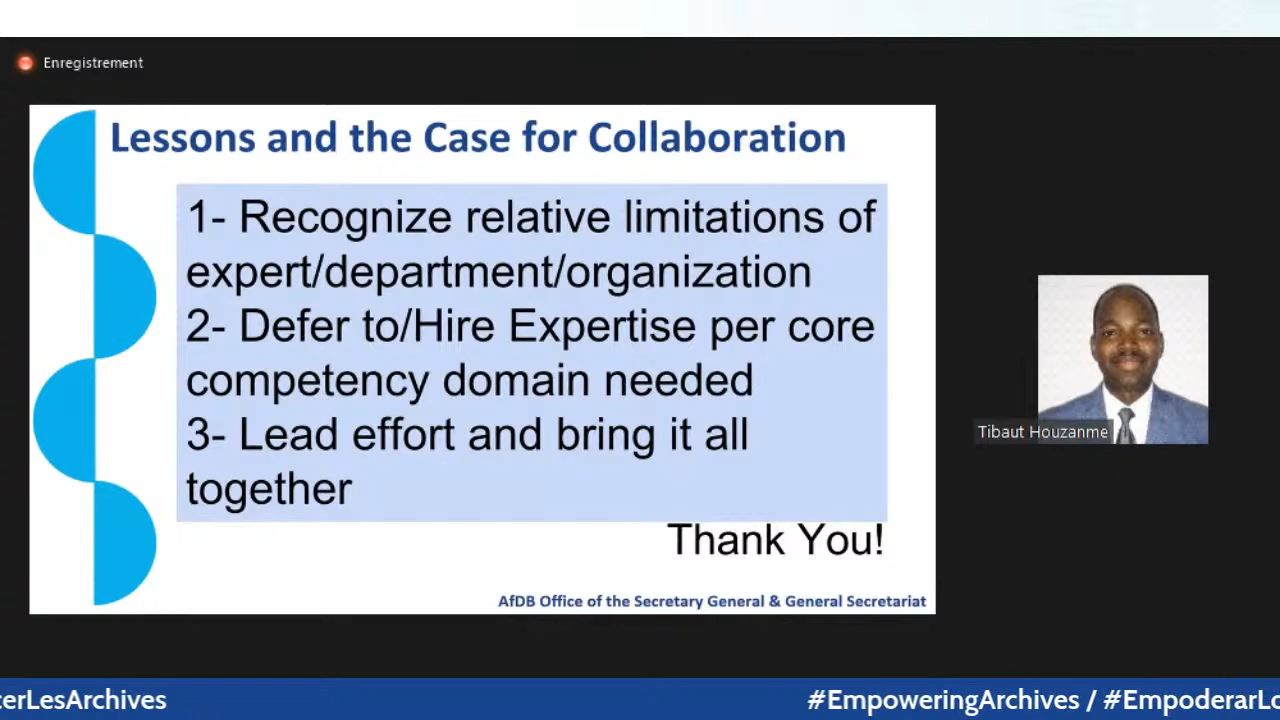 Enregistrement
Lessons and the Case for Collaboration
1- Recognize relative limitations of
expert/department/organization
2- Defer to/Hire Expertise per core
competency domain needed
3- Lead effort and bring it all
together
Thank You!
AfDB Office of the Secretary General & General Secretariat
Tibaut Houzanme
cerLesArchives
#EmpoweringArchives / #EmpoderarLo